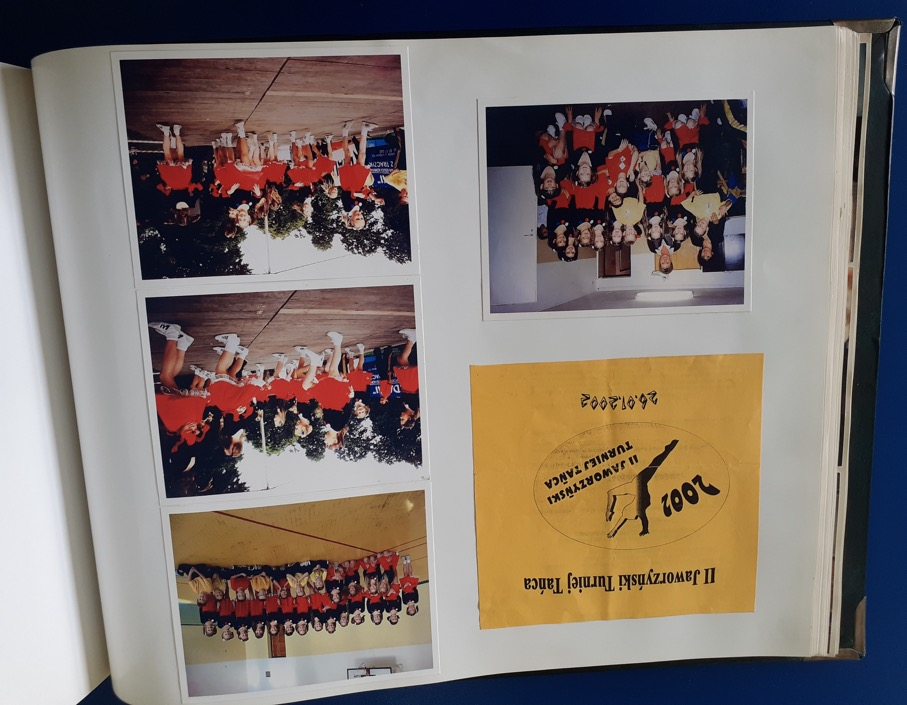 II Jaworzyński Turniej Tańca
2002
II JAWORZYŃSKI
TURNIEJ TAŃCA
26.01.2002